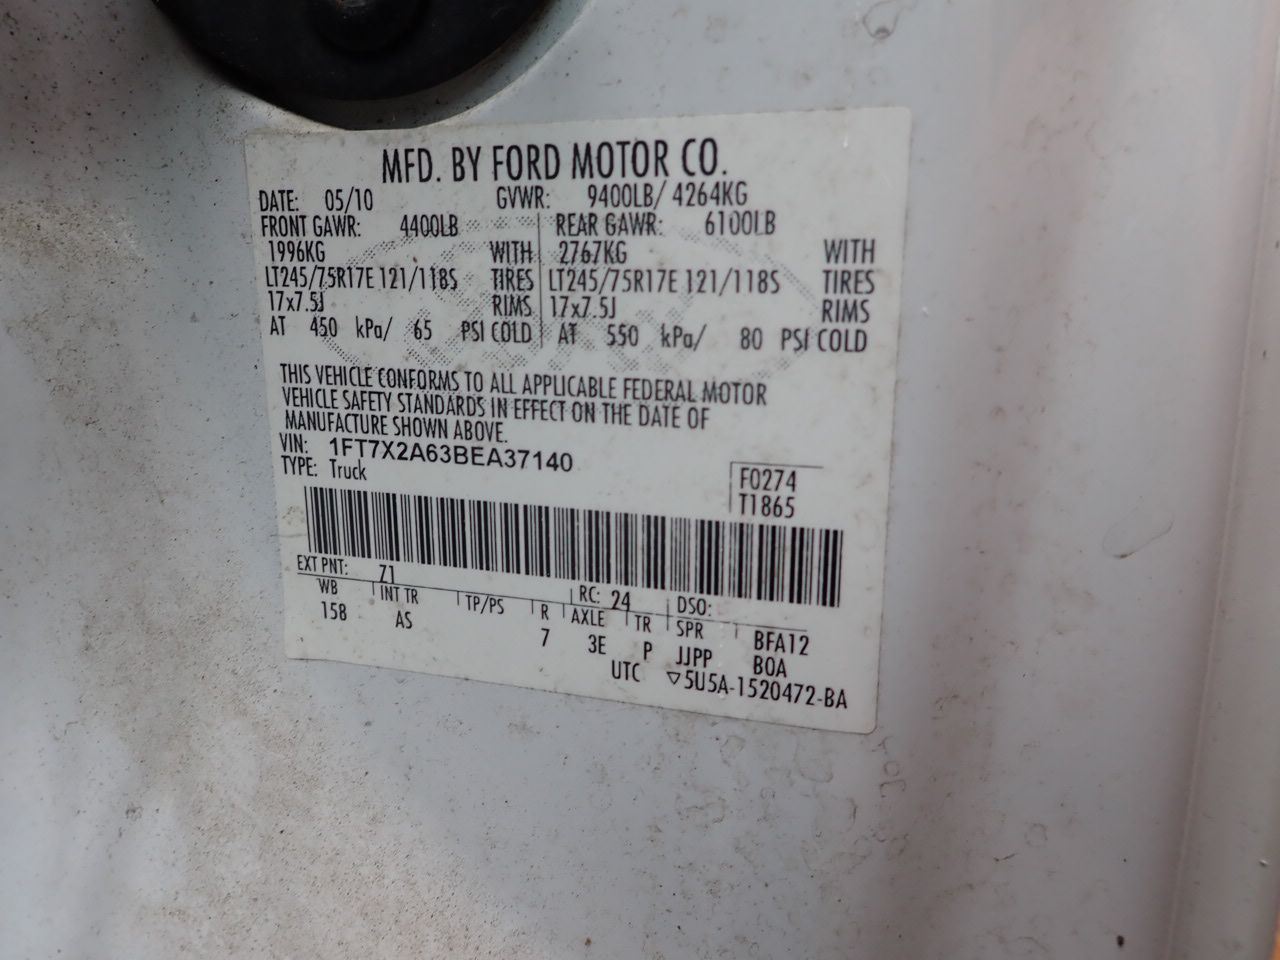 MFD. BY FORD MOTOR CO.
DATE: 05/10 GVWR: 9400LB/ 4264KG
FRONT GAWR: 4400LB REAR GAWR: 6100LB
1996KG WITH 2767KG WITH
LT245/75R17E 121/118S TIRES LT245/75R17E 121/118S TIRES
17x7.5J RIMS 17x7.5J RIMS
AT 450 kPa/ 65 PSI COLD AT 550 kPa/ 80 PSI COLD
THIS VEHICLE CONFORMS TO ALL APPLICABLE FEDERAL MOTOR
VEHICLE SAFETY STANDARDS IN EFFECT ON THE DATE OF
MANUFACTURE SHOWN ABOVE.
VIN: 1FT7X2A63BEA37140
TYPE: Truck
F0274
T1865
EXT PNT: Z1 RC: 24 DSO:
WB INT TR TP/PS R AXLE TR SPR BFA12
158 AS 7 3E P JJPP BOA
UTC ▽5U5A-1520472-BA